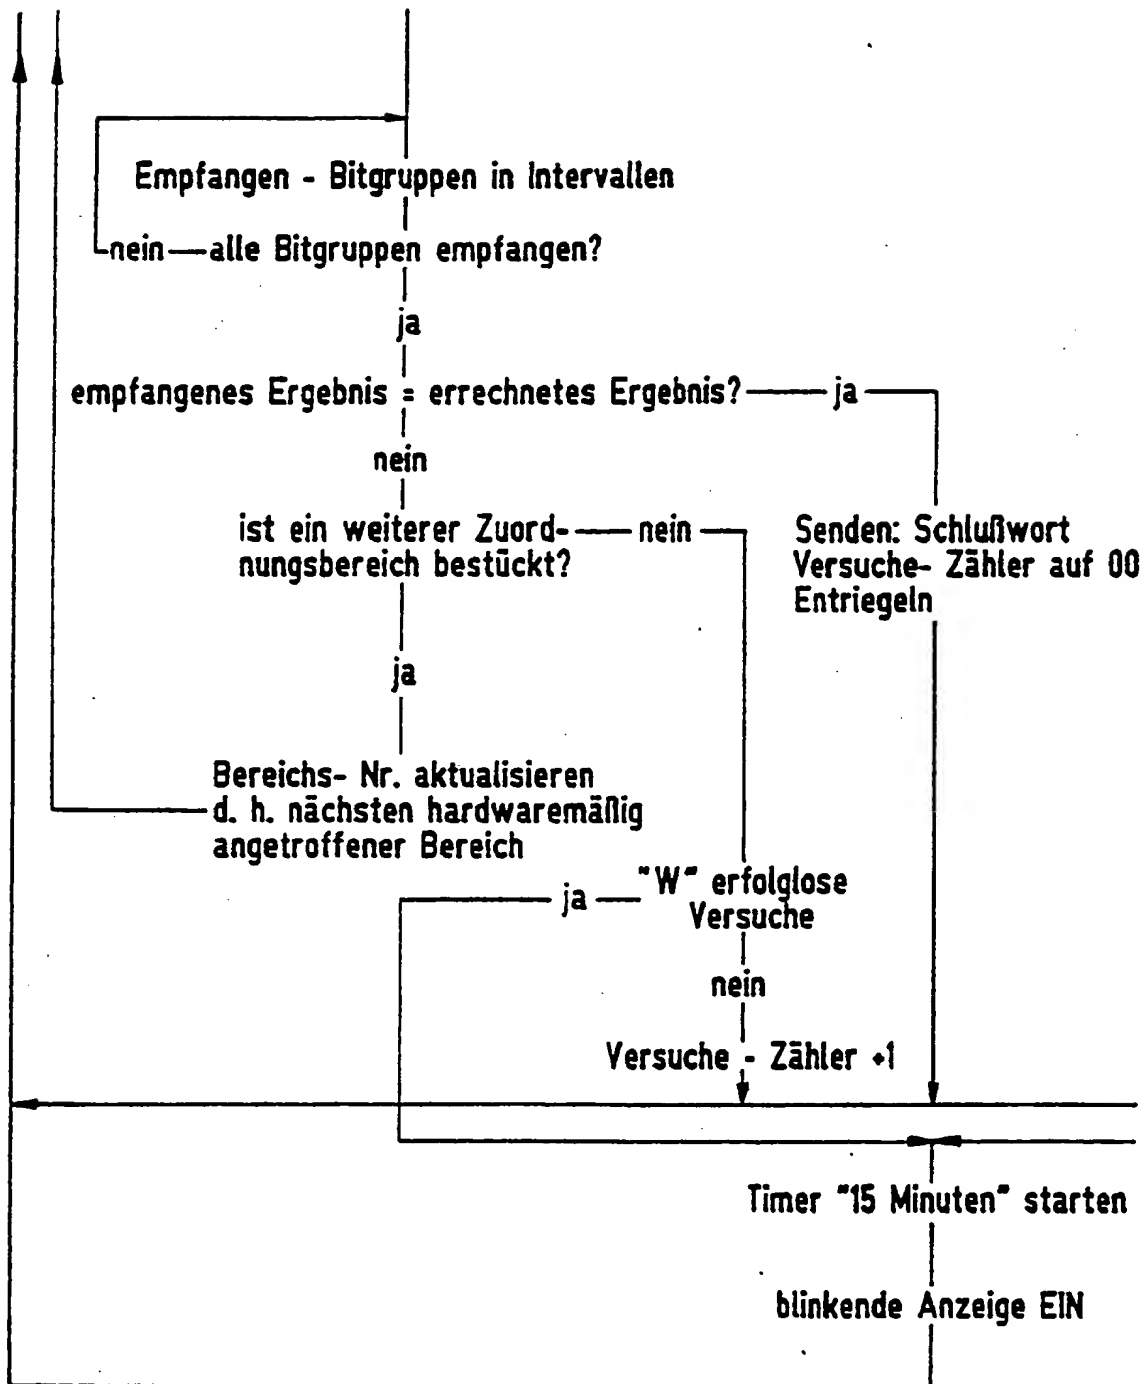 Empfangen - Bitgruppen in Intervallen
nein alle Bitgruppen empfangen?
ja
empfangenes Ergebnis = errechnetes Ergebnis? ja
nein
ist ein weiterer Zuord- nein
nungsbereich bestückt?
Senden: Schlußwort
Versuche- Zähler auf 00
Entriegeln
ja
Bereichs- Nr. aktualisieren
d. h. nächsten hardwaremäßig
angetroffener Bereich
"W" erfolglose
Versuche
ja
nein
Versuche - Zähler +1
Timer "15 Minuten" starten
blinkende Anzeige EIN